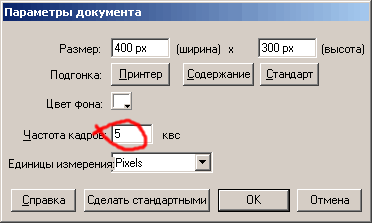 Параметры документа
Размер: 400 px (ширина) x 300 px (высота)
Подгонка: Принтер Содержание Стандарт
Цвет фона:
Частота кадров: 5 квс
Единицы измерения: Pixels
Справка Сделать стандартными OK Отмена